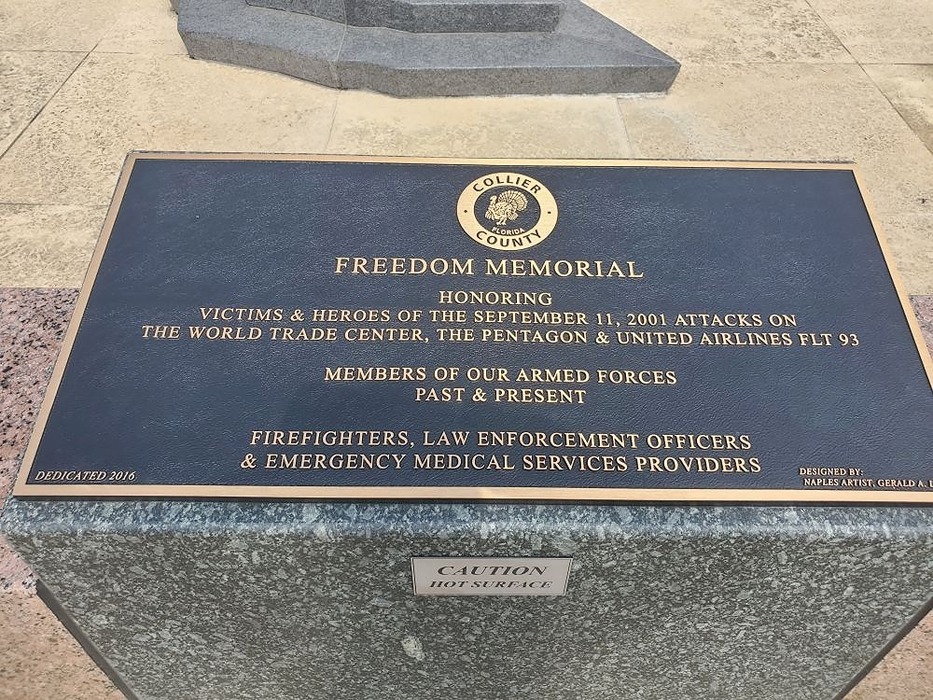 COLLIER
FLORIDA
COUNTY
FREEDOM MEMORIAL
HONORING
VICTIMS & HEROES OF THE SEPTEMBER 11, 2001 ATTACKS ON
THE WORLD TRADE CENTER, THE PENTAGON & UNITED AIRLINES FLT 93
MEMBERS OF OUR ARMED FORCES
PAST & PRESENT
FIREFIGHTERS, LAW ENFORCEMENT OFFICERS
& EMERGENCY MEDICAL SERVICES PROVIDERS
DEDICATED 2016
DESIGNED BY:
NAPLES ARTIST, GERALD A.
CAUTION
HOT SURFACE